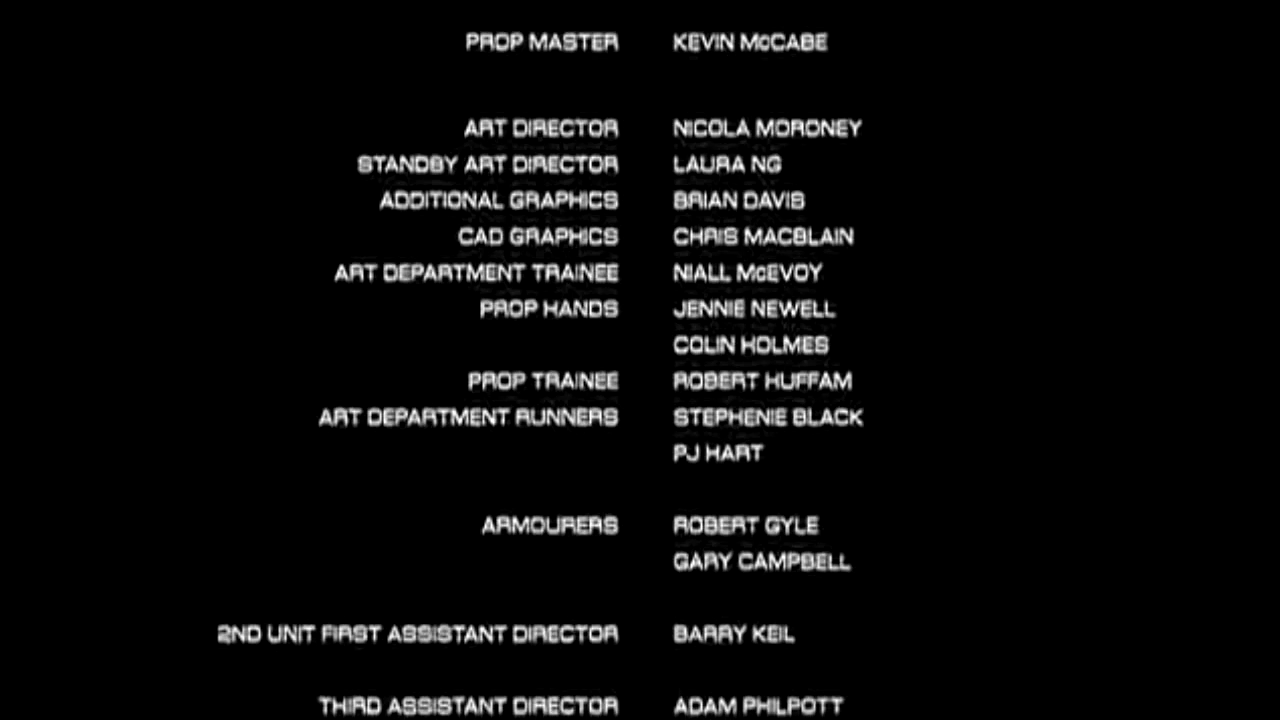 PROP MASTER KEVIN McCABE
ART DIRECTOR NICOLA MORONEY
STANDBY ART DIRECTOR LAURA NG
ADDITIONAL GRAPHICS BRIAN DAVIS
CAD GRAPHICS CHRIS MACBLAIN
ART DEPARTMENT TRAINEE NIALL McEVOY
PROP HANDS JENNIE NEWELL
COLIN HOLMES
PROP TRAINEE ROBERT HUFFAM
ART DEPARTMENT RUNNERS STEPHENIE BLACK
PJ HART
ARMOURERS ROBERT GYLE
GARY CAMPBELL
2ND UNIT FIRST ASSISTANT DIRECTOR BARRY KEIL
THIRD ASSISTANT DIRECTOR ADAM PHILPOTT